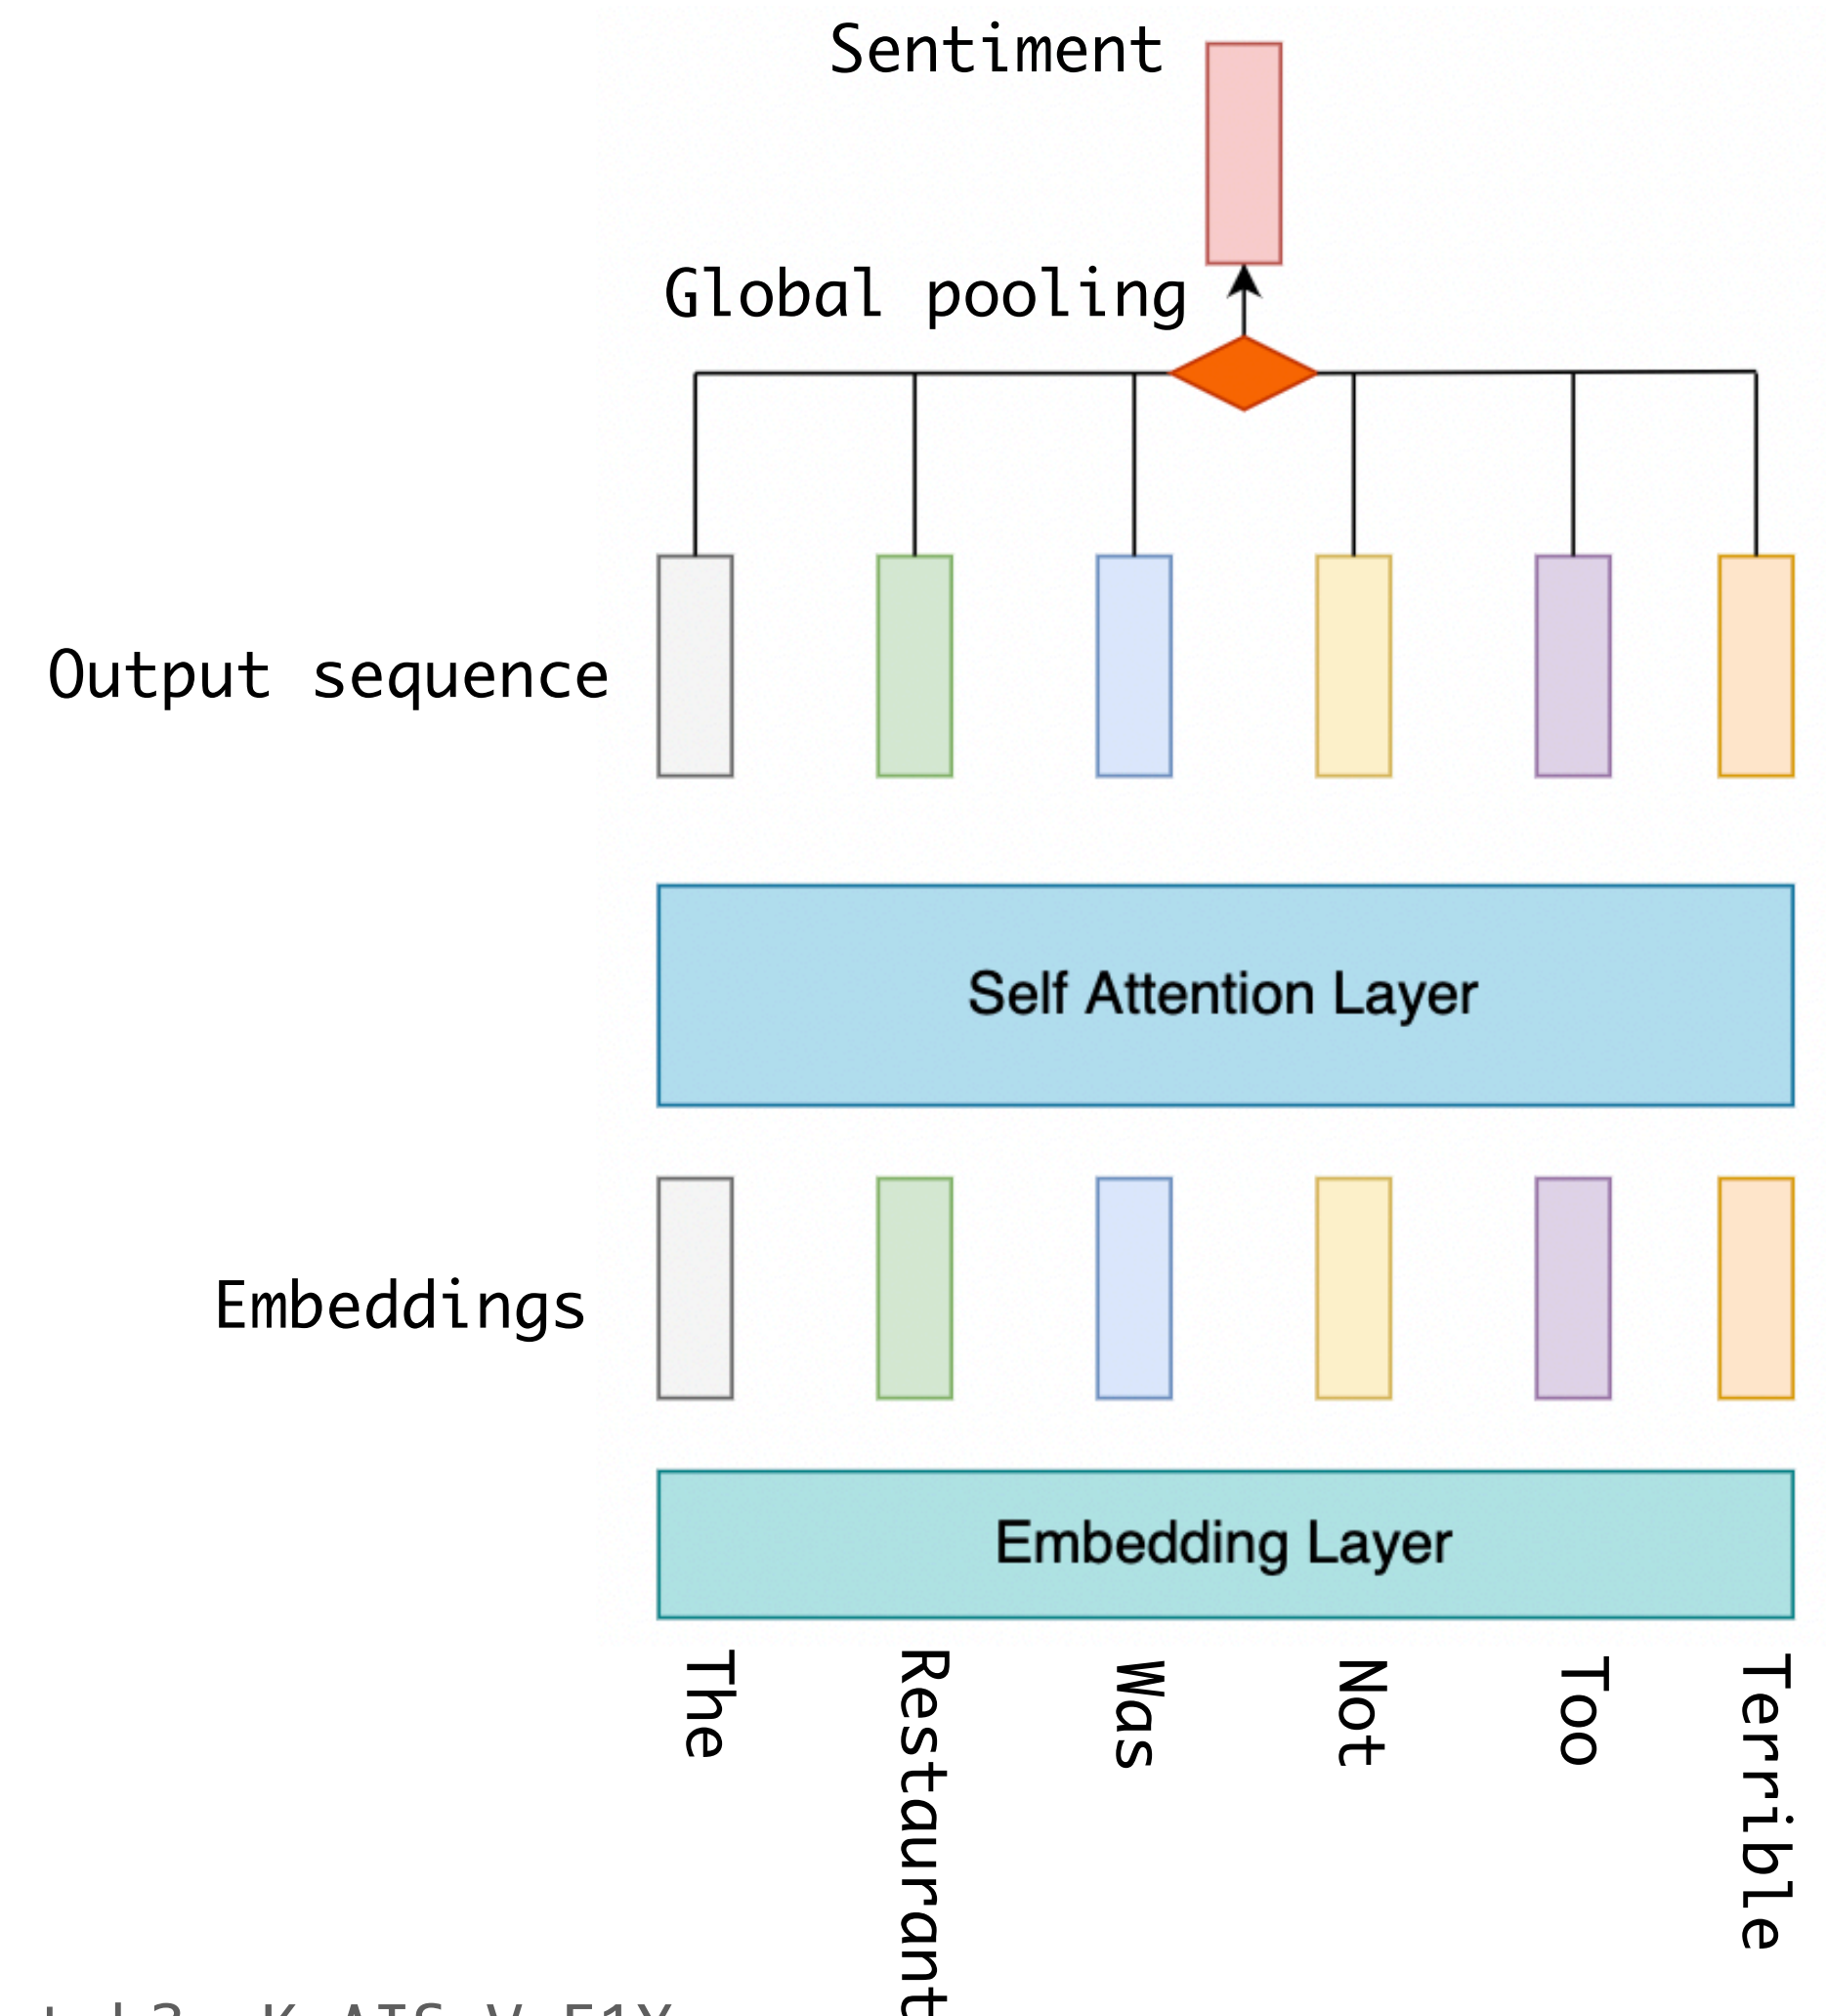 Sentiment
Global pooling
Output sequence
Self Attention Layer
Embeddings
Embedding Layer
The
Restaurant
Was
Not
Too
Terrible